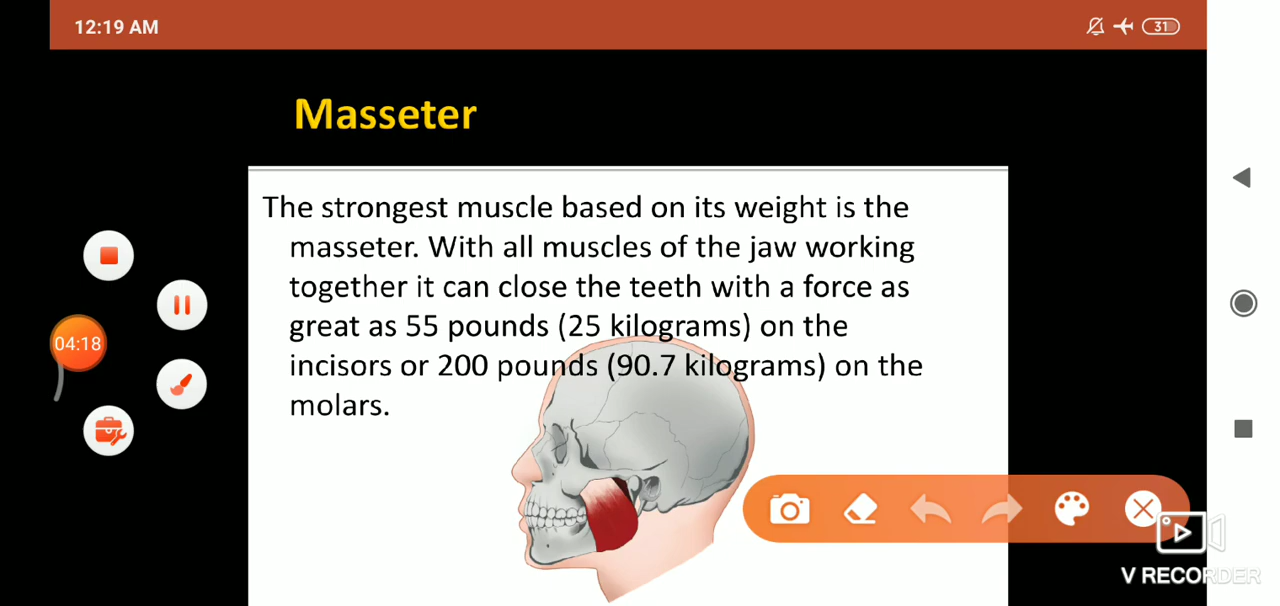 12:19 AM
31
Masseter
The strongest muscle based on its weight is the
masseter. With all muscles of the jaw working
together it can close the teeth with a force as
great as 55 pounds (25 kilograms) on the
04:18
incisors or 200 pounds (90.7 kilograms) on the
molars.
V RECORDER